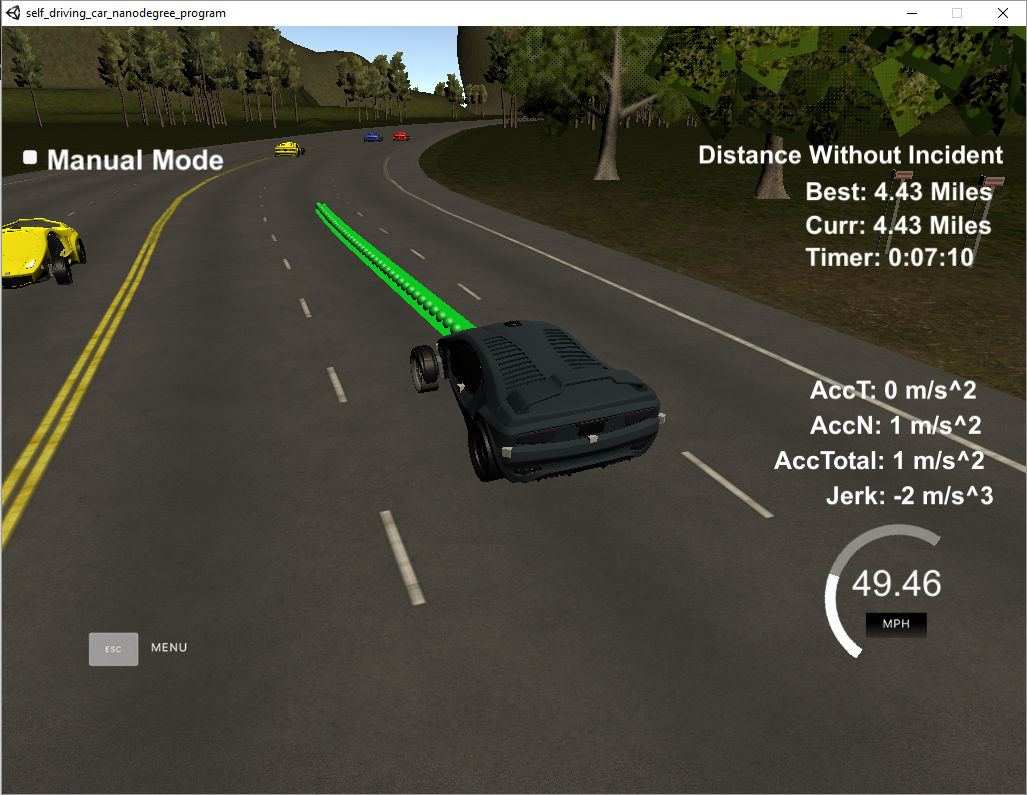 self_driving_car_nanodegree_program
Manual Mode
Distance Without Incident
Best: 4.43 Miles
Curr: 4.43 Miles
Timer: 0:07:10
AccT: 0 m/s^2
AccN: 1 m/s^2
AccTotal: 1 m/s^2
Jerk: -2 m/s^3
49.46
MPH
ESC
MENU